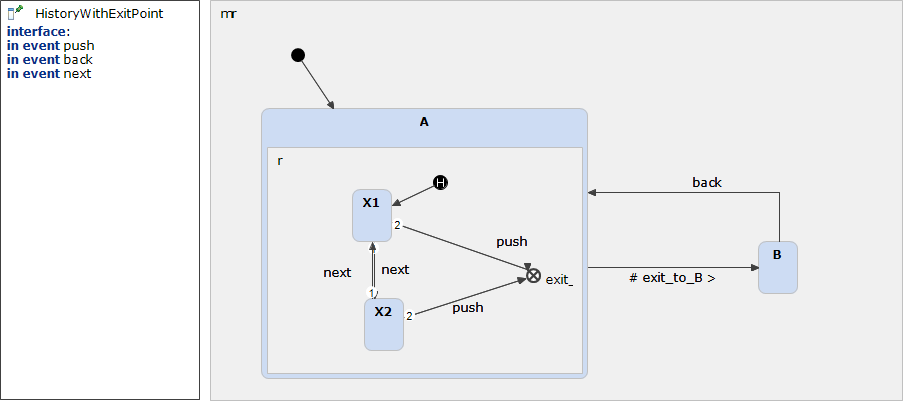 HistoryWithExitPoint
interface:
in event push
in event back
in event next
mr
A
r
H
X1
2
push
next
next
exit_
1
X2
2
push
back
B
# exit_to_B >